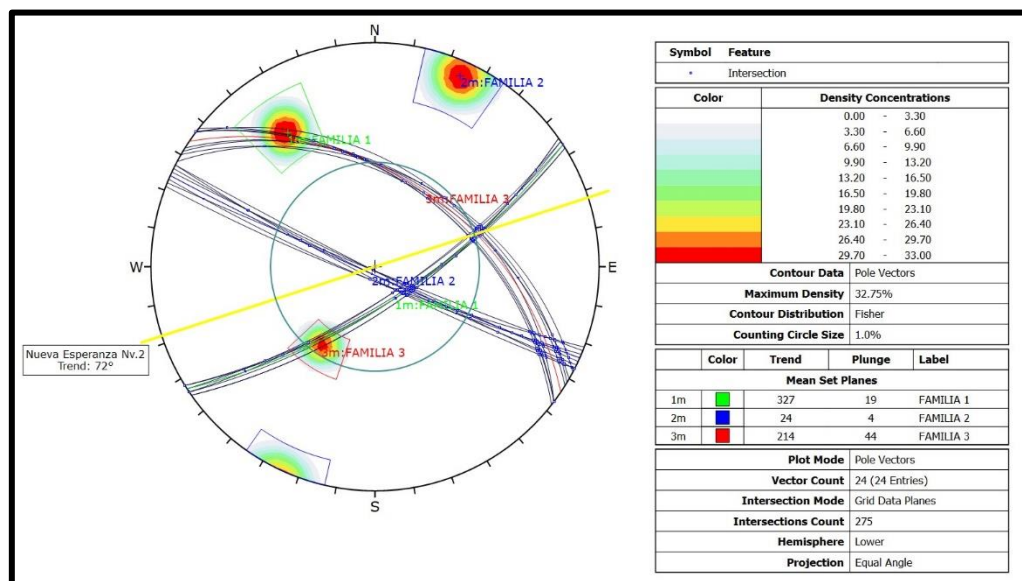 N
2m:FAMILIA 2
1m:FAMILIA 1
3m:FAMILIA 3
W
E
2m:FAMILIA 2
1m:FAMILIA 1
3m:FAMILIA 3
Nueva Esperanza Nv.2
Trend: 72°
S
Symbol Feature
Intersection
Color Density Concentrations
0.00 - 3.30
3.30 - 6.60
6.60 - 9.90
9.90 - 13.20
13.20 - 16.50
16.50 - 19.80
19.80 - 23.10
23.10 - 26.40
26.40 - 29.70
29.70 - 33.00
Contour Data Pole Vectors
Maximum Density 32.75%
Contour Distribution Fisher
Counting Circle Size 1.0%
Color Trend Plunge Label
Mean Set Planes
1m 327 19 FAMILIA 1
2m 24 4 FAMILIA 2
3m 214 44 FAMILIA 3
Plot Mode Pole Vectors
Vector Count 24 (24 Entries)
Intersection Mode Grid Data Planes
Intersections Count 275
Hemisphere Lower
Projection Equal Angle